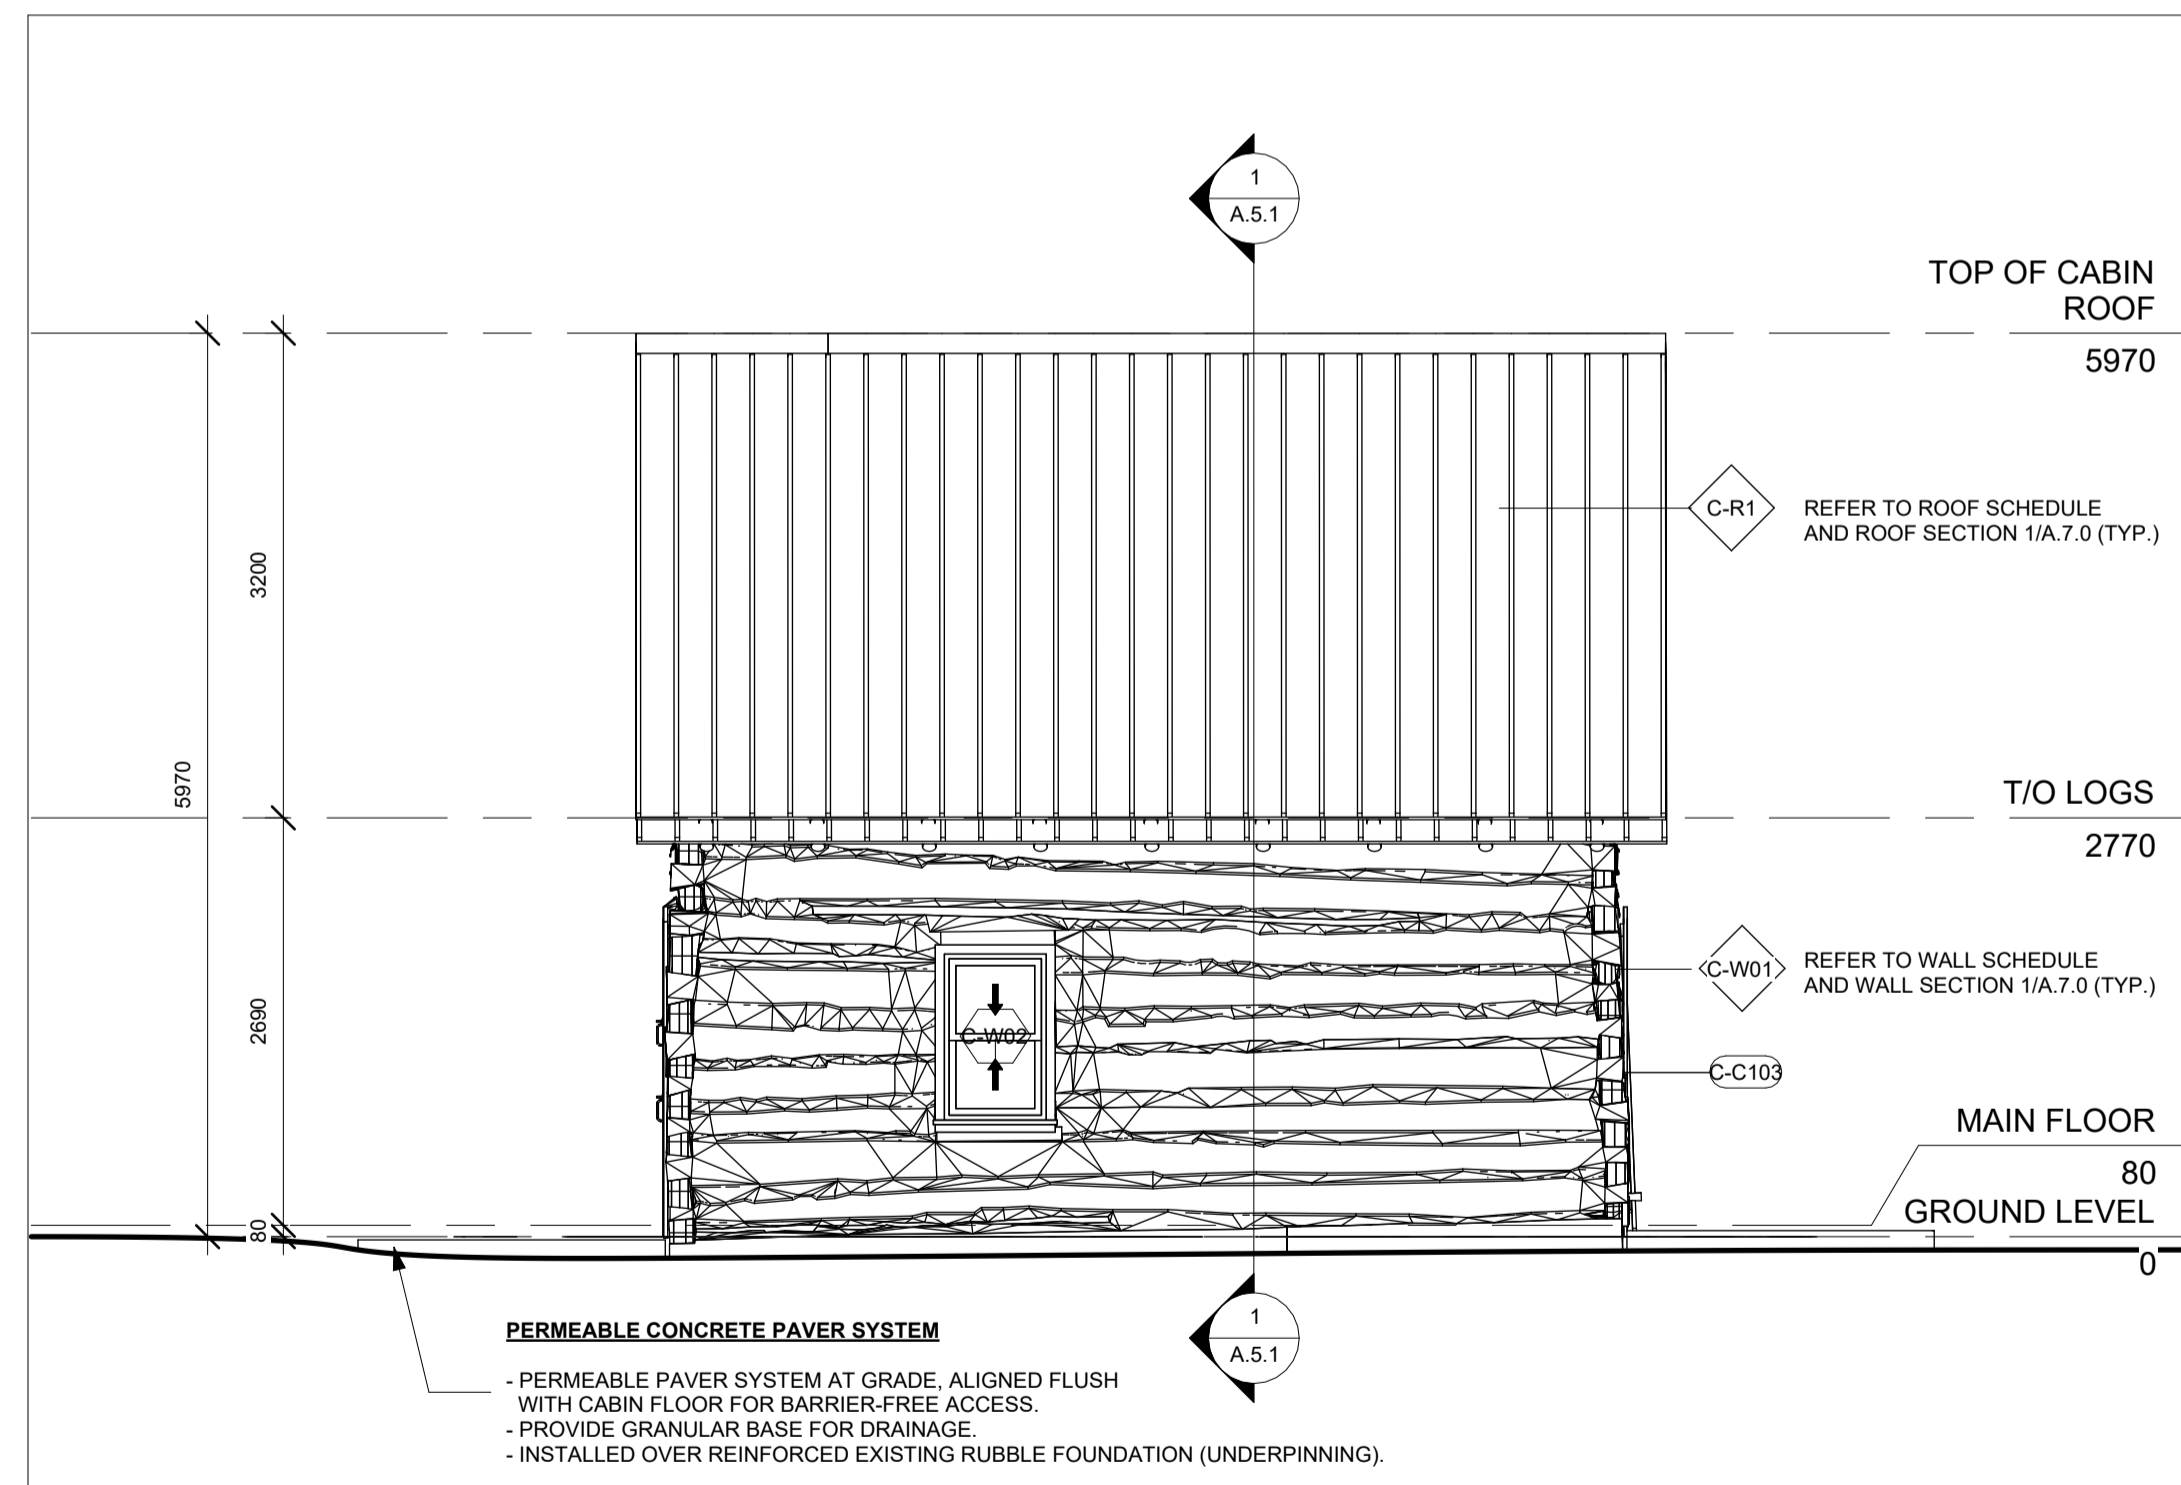 1
A.5.1
TOP OF CABIN
ROOF
5970
C-R1
REFER TO ROOF SCHEDULE
AND ROOF SECTION 1/A.7.0 (TYP.)
3200
5970
T/O LOGS
2770
C-W01
REFER TO WALL SCHEDULE
AND WALL SECTION 1/A.7.0 (TYP.)
2690
C-W02
C-C103
MAIN FLOOR
80
GROUND LEVEL
0
80
1
A.5.1
PERMEABLE CONCRETE PAVER SYSTEM
- PERMEABLE PAVER SYSTEM AT GRADE, ALIGNED FLUSH
WITH CABIN FLOOR FOR BARRIER-FREE ACCESS.
- PROVIDE GRANULAR BASE FOR DRAINAGE.
- INSTALLED OVER REINFORCED EXISTING RUBBLE FOUNDATION (UNDERPINNING).